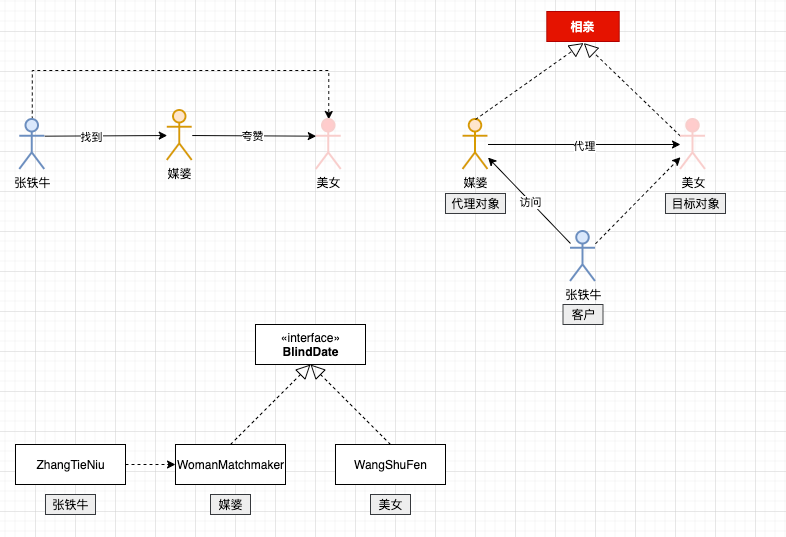 相亲
找到
夸赞
张铁牛
媒婆
美女
代理
媒婆
代理对象
美女
目标对象
访问
张铁牛
客户
«interface»
BlindDate
ZhangTieNiu
WomanMatchmaker
WangShuFen
张铁牛
媒婆
美女